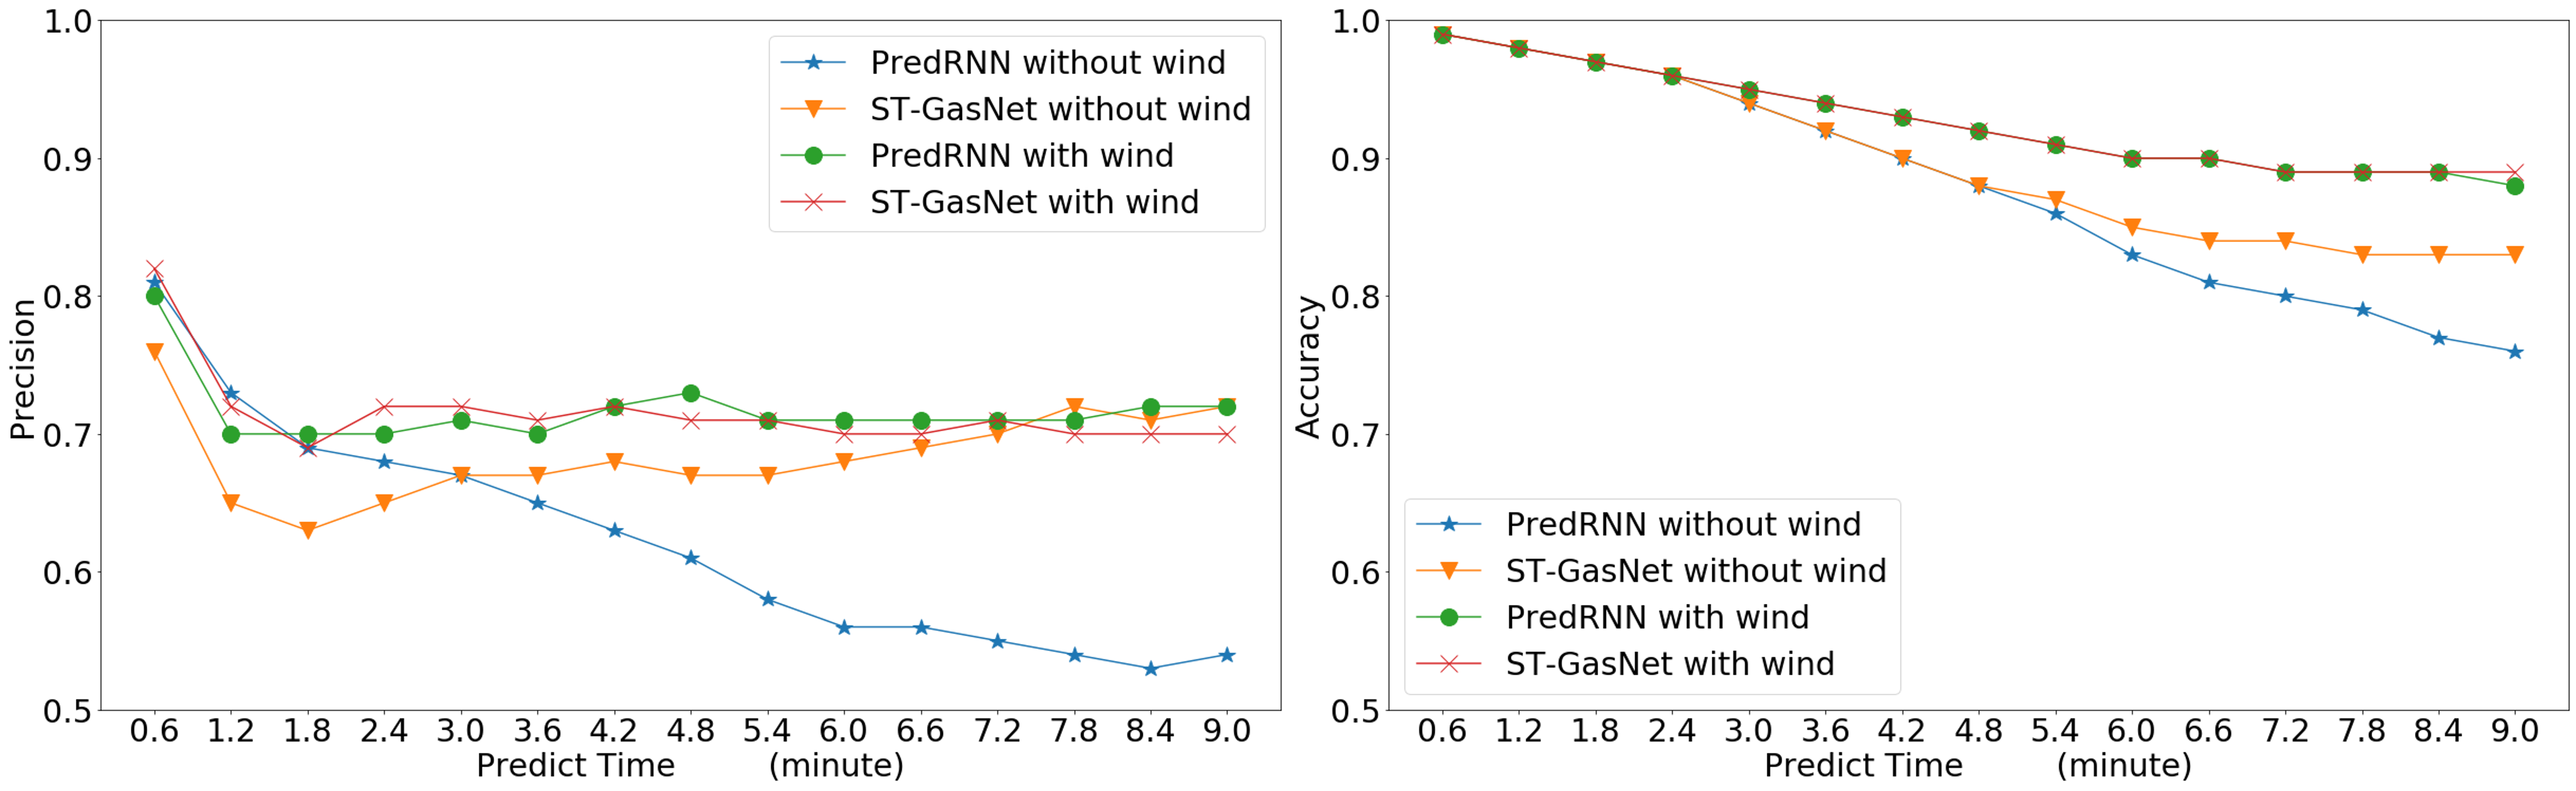 1.0
0.9
0.8
0.7
0.6
0.5
Precision
PredRNN without wind
ST-GasNet without wind
PredRNN with wind
ST-GasNet with wind
0.6 1.2 1.8 2.4 3.0 3.6 4.2 4.8 5.4 6.0 6.6 7.2 7.8 8.4 9.0
Predict Time (minute)
1.0
0.9
0.8
0.7
0.6
0.5
Accuracy
PredRNN without wind
ST-GasNet without wind
PredRNN with wind
ST-GasNet with wind
0.6 1.2 1.8 2.4 3.0 3.6 4.2 4.8 5.4 6.0 6.6 7.2 7.8 8.4 9.0
Predict Time (minute)